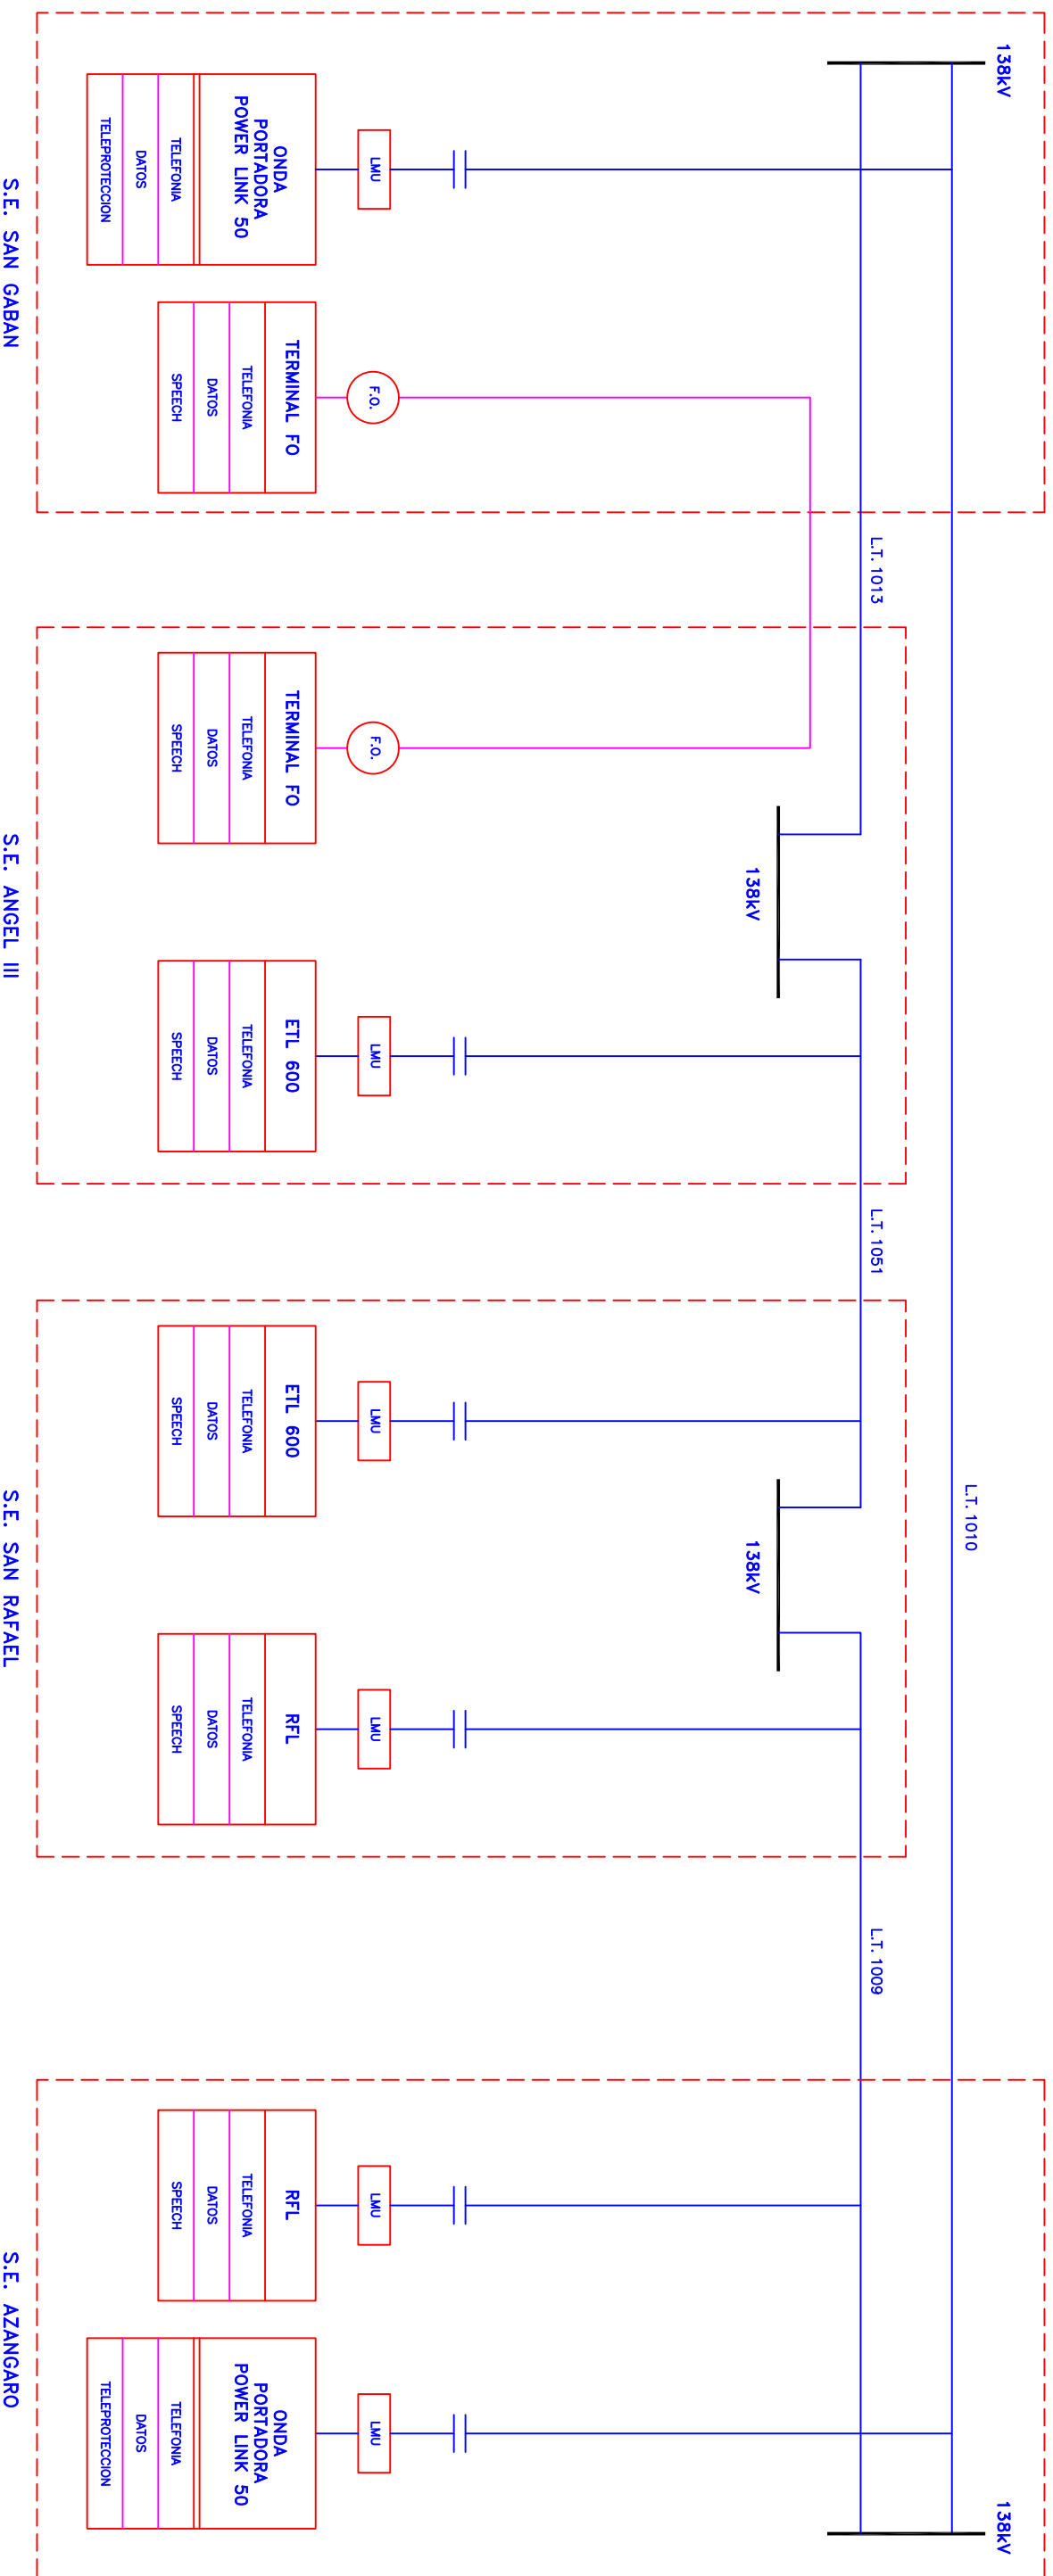 138kV
138kV
L.T. 1010
L.T. 1013
L.T. 1051
L.T. 1009
138kV
138kV
LMU
F.O.
F.O.
LMU
LMU
LMU
LMU
LMU
ONDA
PORTADORA
POWER LINK 50
TELEFONIA
DATOS
TELEPROTECCION
TERMINAL FO
TELEFONIA
DATOS
SPEECH
TERMINAL FO
TELEFONIA
DATOS
SPEECH
ETL 600
TELEFONIA
DATOS
SPEECH
ETL 600
TELEFONIA
DATOS
SPEECH
RFL
TELEFONIA
DATOS
SPEECH
RFL
TELEFONIA
DATOS
SPEECH
ONDA
PORTADORA
POWER LINK 50
TELEFONIA
DATOS
TELEPROTECCION
S.E. SAN GABAN
S.E. ANGEL III
S.E. SAN RAFAEL
S.E. AZANGARO